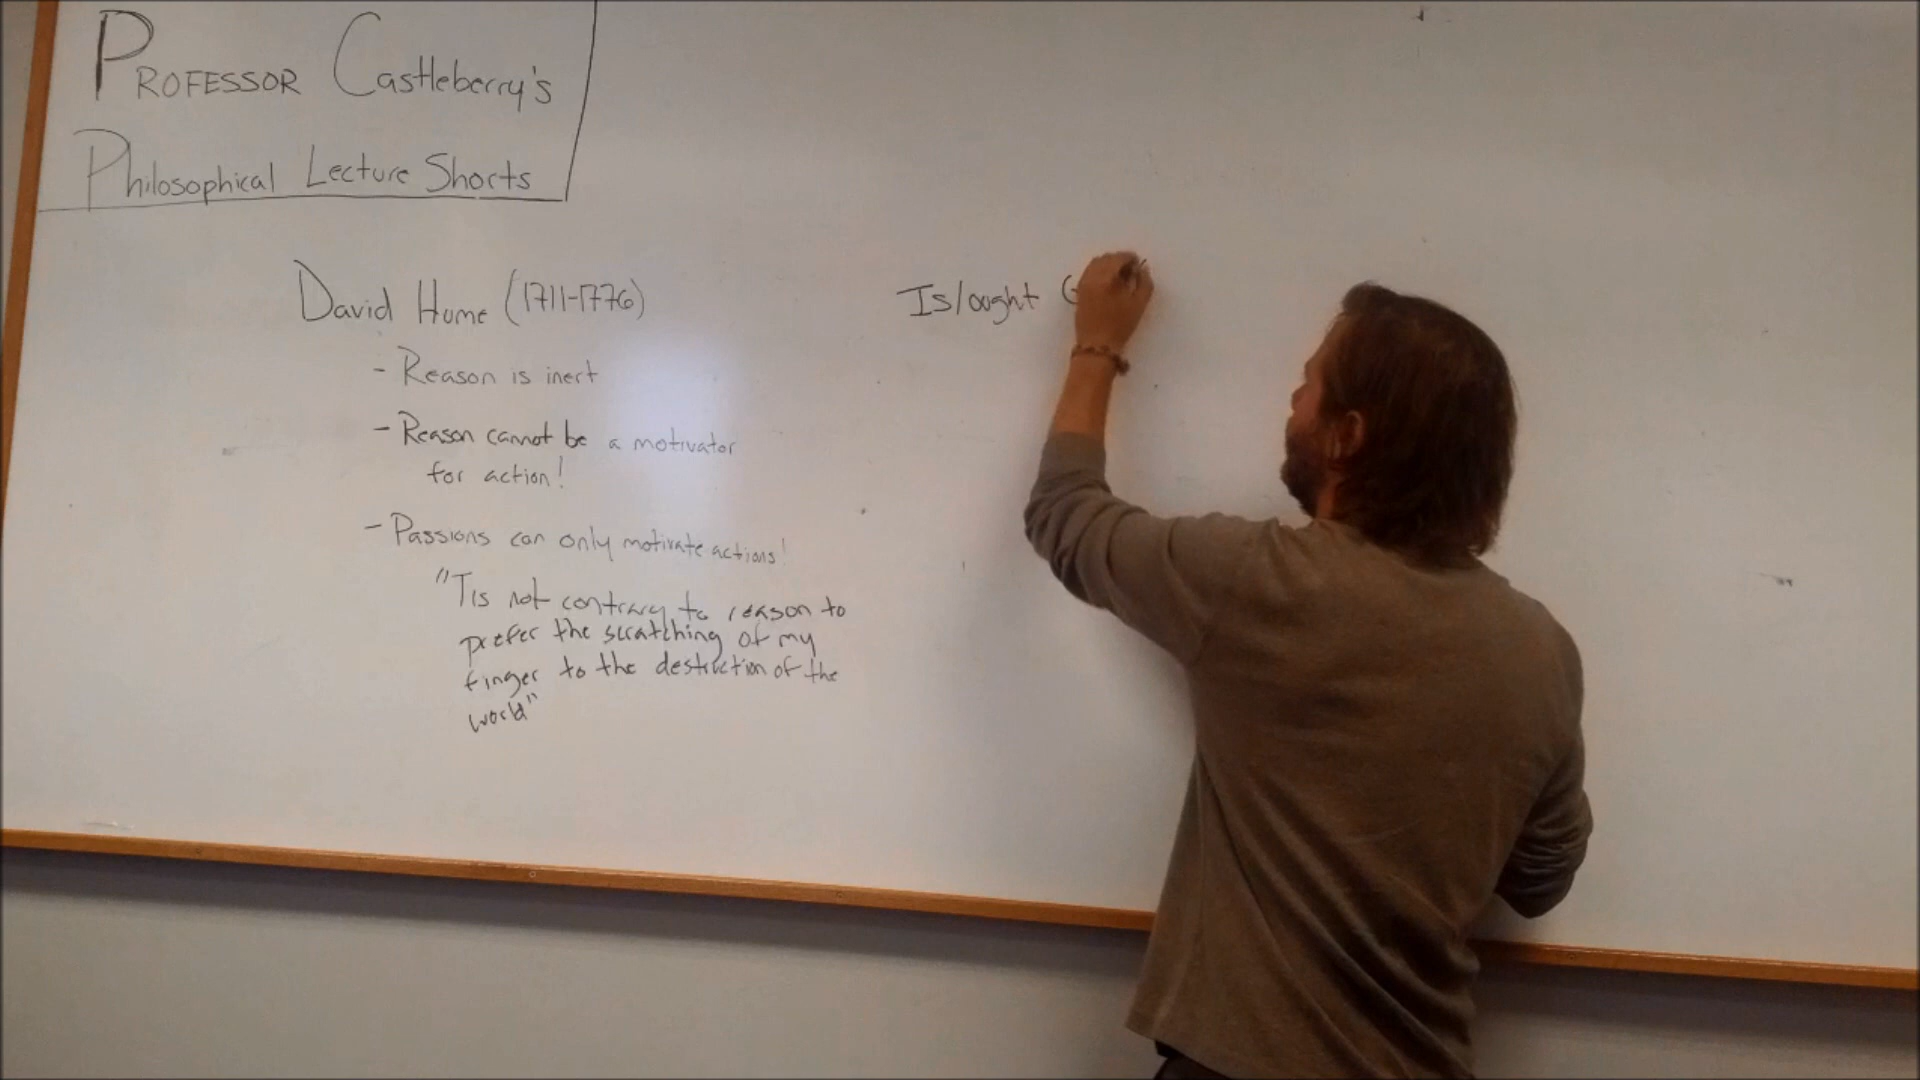 PROFESSOR Castleberry's
Philosophical Lecture Shorts
David Hume (1711-1776)
- Reason is inert
- Reason cannot be a motivator
for action!
- Passions can only motivate actions!
"Tis not contrary to reason to
prefer the scratching of my
finger to the destruction of the
world"
Is/ought